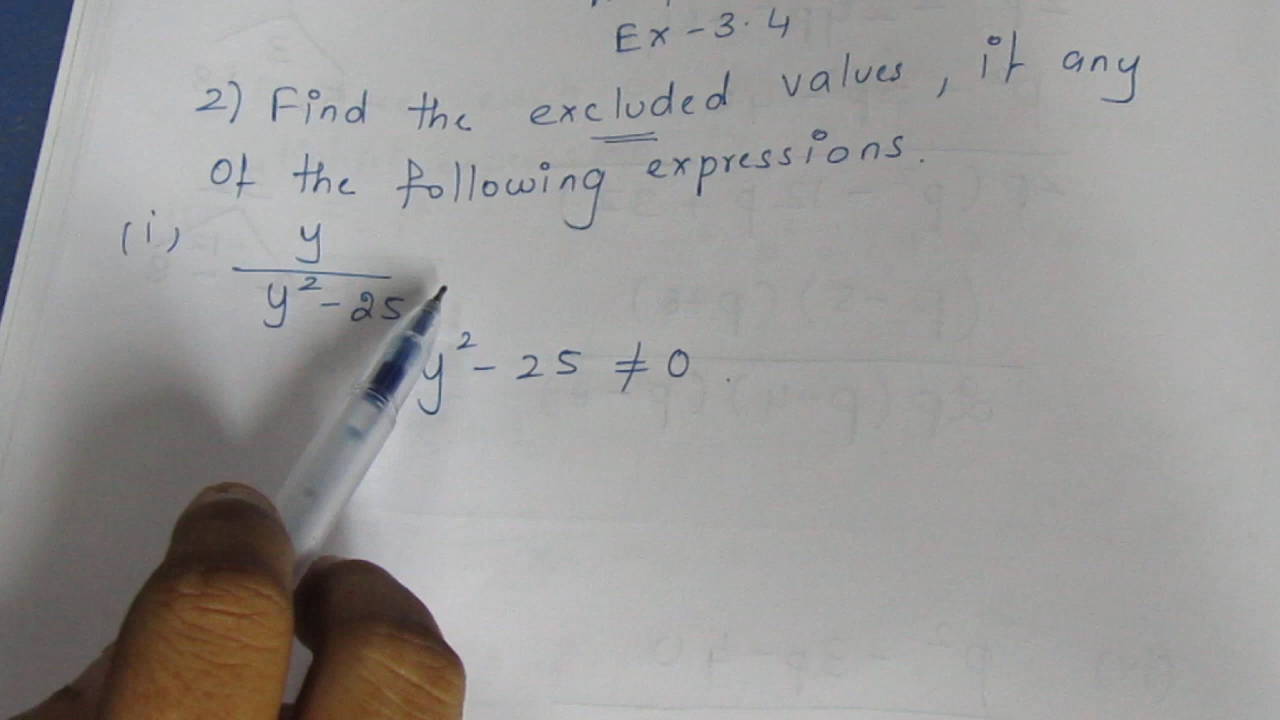 Ex - 3.4
2) Find the excluded values, if any
of the following expressions.
(i) y
y² - 25
y² - 25 ≠ 0.